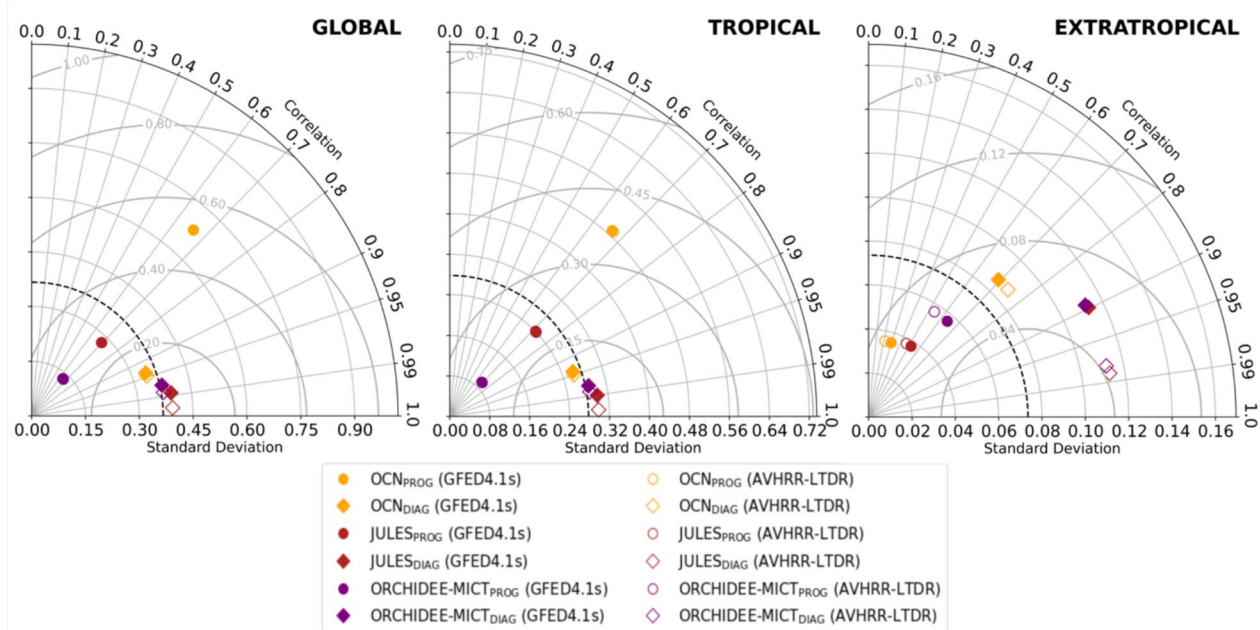 GLOBAL
0.0 0.1 0.2 0.3 0.4 0.5 0.6 0.7 0.8 0.9 0.95 0.99 1.0
Correlation
1.00
0.80
0.60
0.40
0.20
0.00 0.15 0.30 0.45 0.60 0.75 0.90
Standard Deviation
TROPICAL
0.0 0.1 0.2 0.3 0.4 0.5 0.6 0.7 0.8 0.9 0.95 0.99 1.0
Correlation
0.75
0.60
0.45
0.30
0.15
0.00 0.08 0.16 0.24 0.32 0.40 0.48 0.56 0.64 0.72
Standard Deviation
EXTRATROPICAL
0.0 0.1 0.2 0.3 0.4 0.5 0.6 0.7 0.8 0.9 0.95 0.99 1.0
Correlation
0.16
0.12
0.08
0.04
0.00 0.02 0.04 0.06 0.08 0.10 0.12 0.14 0.16
Standard Deviation
OCNPROG (GFED4.1s)
OCNDIAG (GFED4.1s)
JULESPROG (GFED4.1s)
JULESDIAG (GFED4.1s)
ORCHIDEE-MICTPROG (GFED4.1s)
ORCHIDEE-MICTDIAG (GFED4.1s)
OCNPROG (AVHRR-LTDR)
OCNDIAG (AVHRR-LTDR)
JULESPROG (AVHRR-LTDR)
JULESDIAG (AVHRR-LTDR)
ORCHIDEE-MICTPROG (AVHRR-LTDR)
ORCHIDEE-MICTDIAG (AVHRR-LTDR)